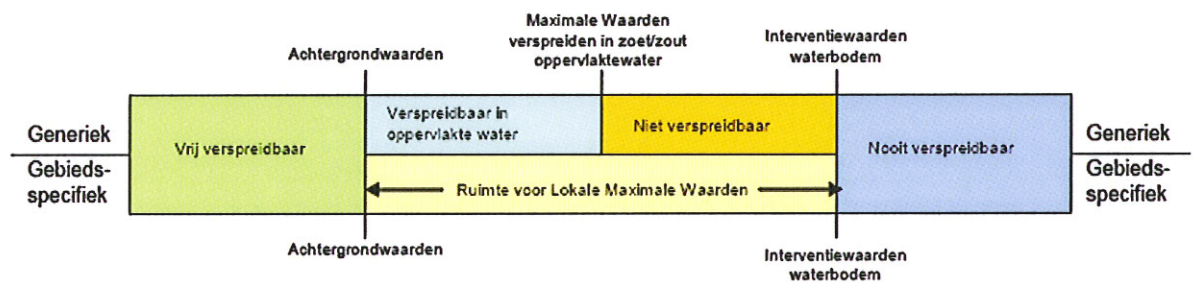 Maximale Waarden
verspreiden in zoet/zout
oppervlaktewater
Achtergrondwaarden
Interventiewaarden
waterbodem
Generiek
Gebieds-
specifiek
Vrij verspreidbaar
Verspreidbaar in
oppervlakte water
Niet verspreidbaar
Ruimte voor Lokale Maximale Waarden
Nooit verspreidbaar
Generiek
Gebieds-
specifiek
Achtergrondwaarden
Interventiewaarden
waterbodem